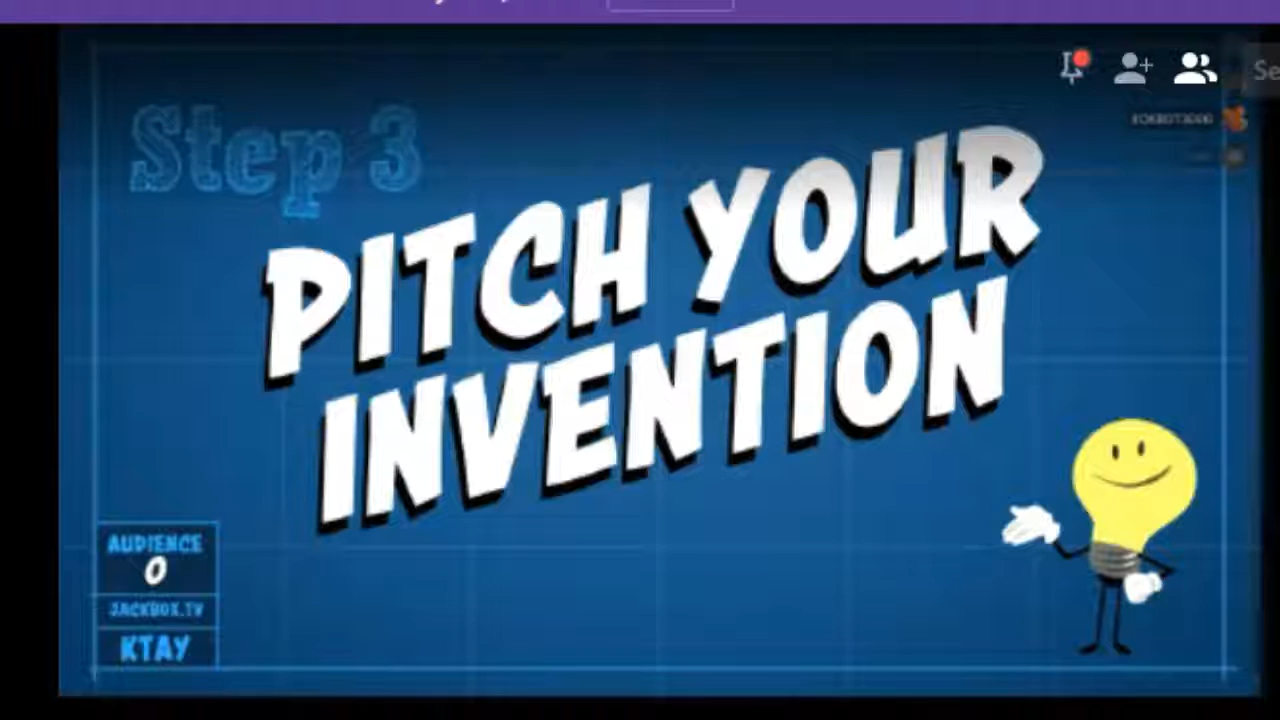 Step 3
PITCH YOUR
INVENTION
AUDIENCE
0
JACKBOX.TV
KTAY